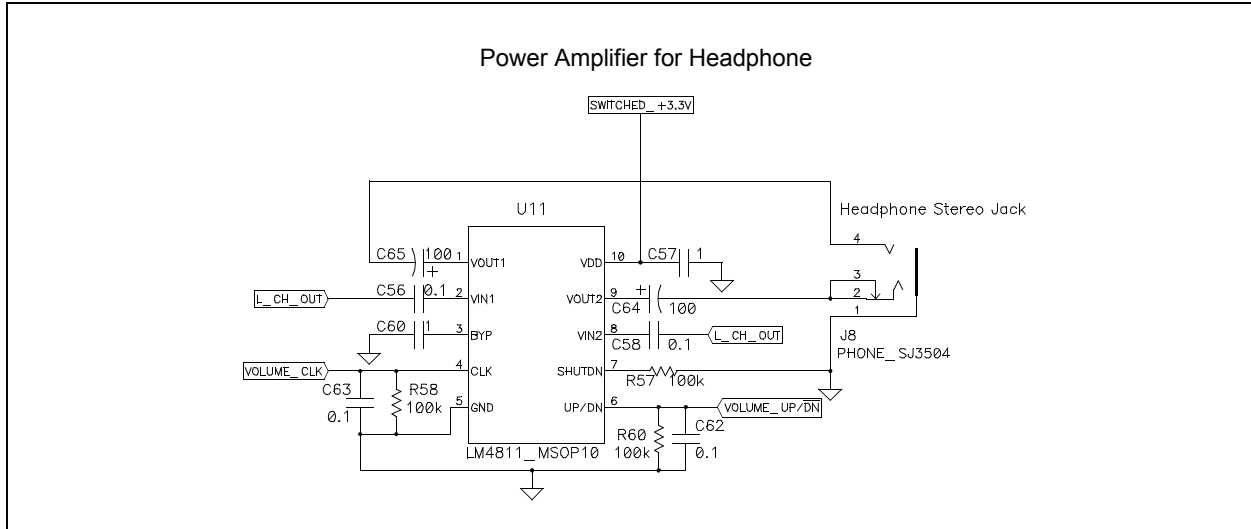 Power Amplifier for Headphone
SWITCHED_+3.3V
U11
Headphone Stereo Jack
C65 100 1 VOUT1
VDD 10 C57 1
4
L_CH_OUT C56 0.1 2 VIN1
VOUT2 9 C64 100
3
2
1
C60 1 3 BYP
VIN2 8 C58 0.1 L_CH_OUT
J8
PHONE_SJ3504
VOLUME_CLK 4 CLK
SHUTDN 7 R57 100k
C63 0.1
R58 100k
5 GND
UP/DN 6 VOLUME_UP/DN
R60 100k
C62 0.1
LM4811_MSOP10